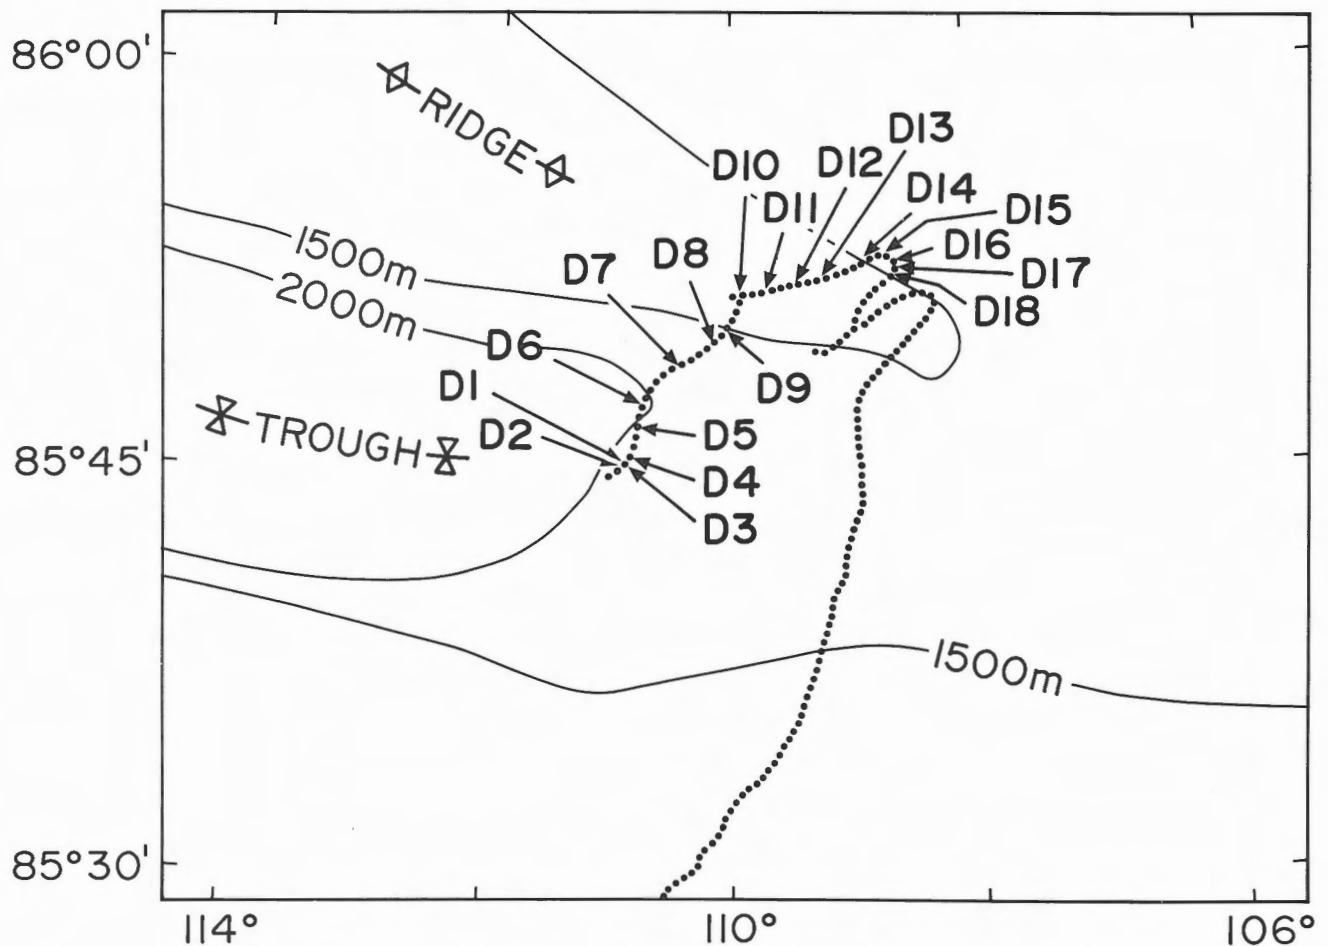 86°00'
RIDGE
D13
D10
D12
D14
D11
D15
D16
D8
1500m
D7
D17
2000m
D18
D6
D1
D9
D2
D5
TROUGH
85°45'
D4
D3
1500m
85°30'
114°
110°
106°